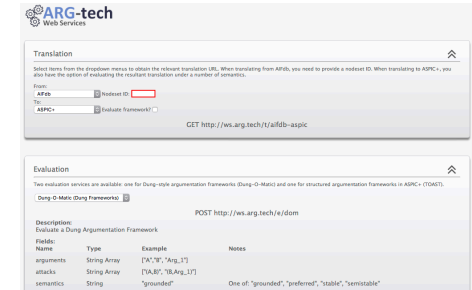 ARG-tech
Web Services
Translation
Select items from the dropdown menus to obtain the relevant translation URL. When translating from AIFdb, you need to provide a nodeset ID. When translating to ASPIC+, you
also have the option of evaluating the resultant translation under a number of semantics.
From:
AIFdb Nodeset ID:
To:
ASPIC+ Evaluate framework?
GET http://ws.arg.tech/t/aifdb-aspic
Evaluation
Two evaluation services are available: one for Dung-style argumentation frameworks (Dung-O-Matic) and one for structured argumentation frameworks in ASPIC+ (TOAST).
Dung-O-Matic (Dung Frameworks)
POST http://ws.arg.tech/e/dom
Description:
Evaluate a Dung Argumentation Framework
Fields:
Name Type Example Notes
arguments String Array ["A","B", "Arg_1"]
attacks String Array ["(A,B)", "(B,Arg_1)"]
semantics String "grounded" One of: "grounded", "preferred", "stable", "semistable"